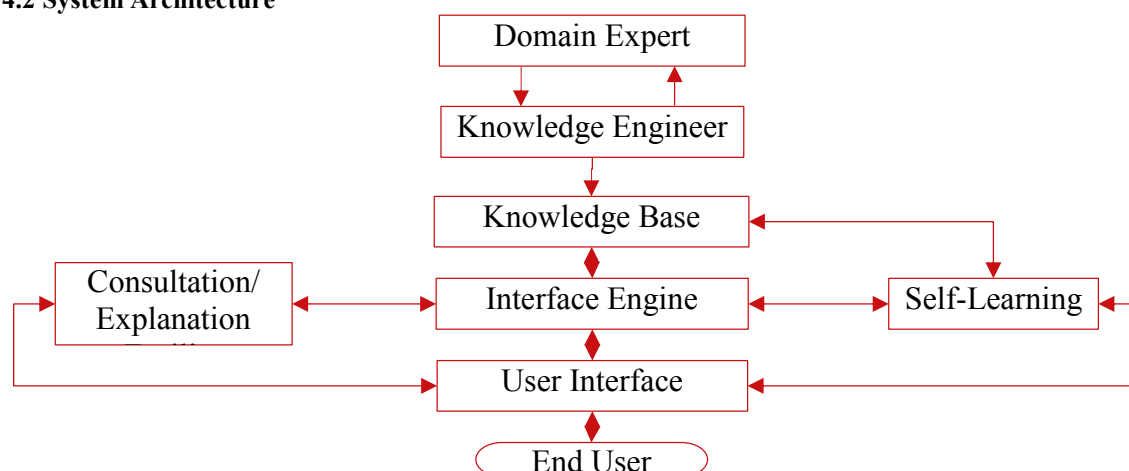 4.2 System Architecture
Domain Expert
Knowledge Engineer
Knowledge Base
Consultation/
Explanation
Interface Engine
Self-Learning
User Interface
End User